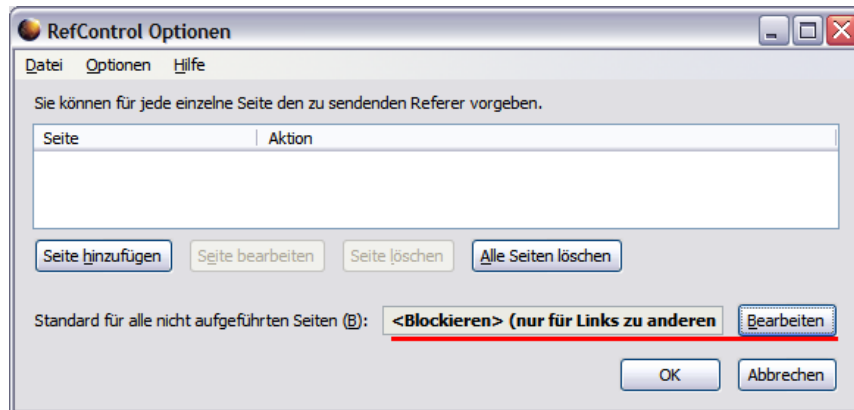 RefControl Optionen
Datei Optionen Hilfe
Sie können für jede einzelne Seite den zu sendenden Referer vorgeben.
Seite Aktion
Seite hinzufügen Seite bearbeiten Seite löschen Alle Seiten löschen
Standard für alle nicht aufgeführten Seiten (B): <Blockieren> (nur für Links zu anderen Bearbeiten
OK Abbrechen